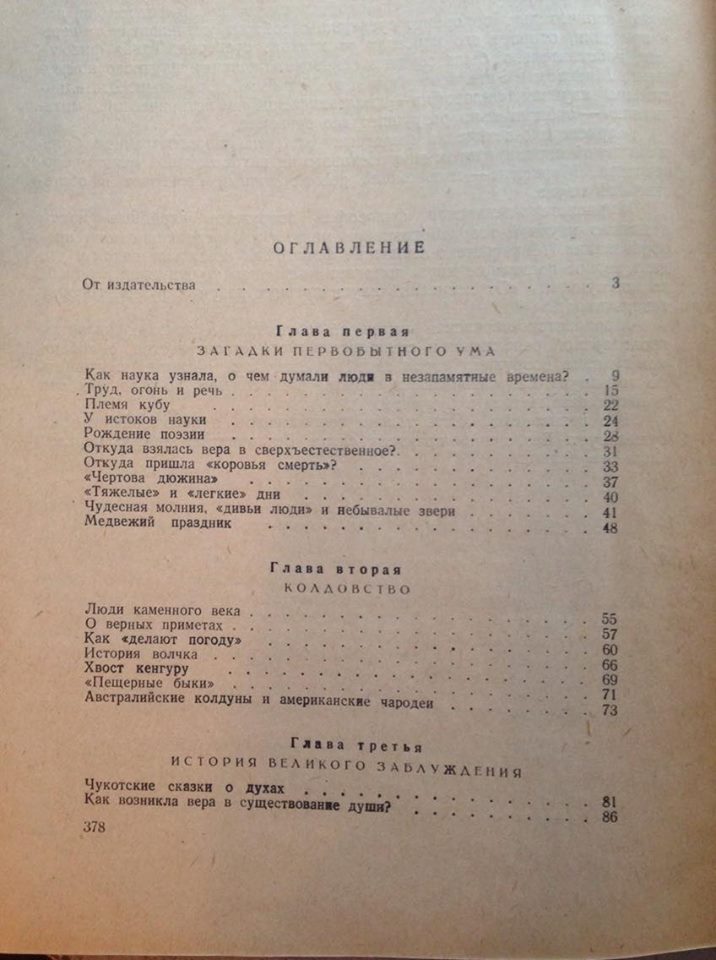 ОГЛАВЛЕНИЕ
От издательства . . . . . . . . . . . . . . . . . . 3
Глава первая
ЗАГАДКИ ПЕРВОБЫТНОГО УМА
Как наука узнала, о чем думали люди в незапамятные времена? . 9
Труд, огонь и речь . . . . . . . . . . . . . . . . . 15
Племя кубу . . . . . . . . . . . . . . . . . . 22
У истоков науки . . . . . . . . . . . . . . . . . 24
Рождение поэзии . . . . . . . . . . . . . . . . . 28
Откуда взялась вера в сверхъестественное? . . . . . . . . . 31
Откуда пришла «коровья смерть»? . . . . . . . . . . . . 33
«Чертова дюжина» . . . . . . . . . . . . . . . . 37
«Тяжелые» и «легкие» дни . . . . . . . . . . . . . . 40
Чудесная молния, «дивьи люди» и небывалые звери . . . . . . 41
Медвежий праздник . . . . . . . . . . . . . . . 48
Глава вторая
КОЛДОВСТВО
Люди каменного века . . . . . . . . . . . . . . . . 55
О верных приметах . . . . . . . . . . . . . . . . 57
Как «делают погоду» . . . . . . . . . . . . . . . . 60
История волчка . . . . . . . . . . . . . . . . . 66
Хвост кенгуру . . . . . . . . . . . . . . . . . 69
«Пещерные быки» . . . . . . . . . . . . . . . . . 71
Австралийские колдуны и американские чародеи . . . . . . . 73
Глава третья
ИСТОРИЯ ВЕЛИКОГО ЗАБЛУЖДЕНИЯ
Чукотские сказки о духах . . . . . . . . . . . . . . 81
Как возникла вера в существование души? . . . . . . . . . 86
378